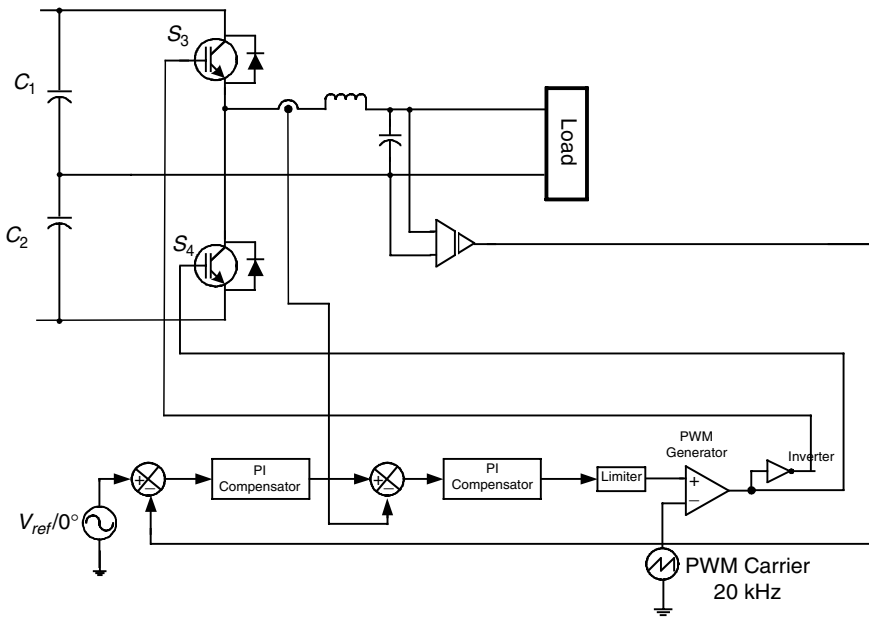 S3
C1
Load
C2
S4
PWM
Generator
Inverter
PI
Compensator
PI
Compensator
Limiter
+
−
+
−
+
−
Vref/0°
PWM Carrier
20 kHz